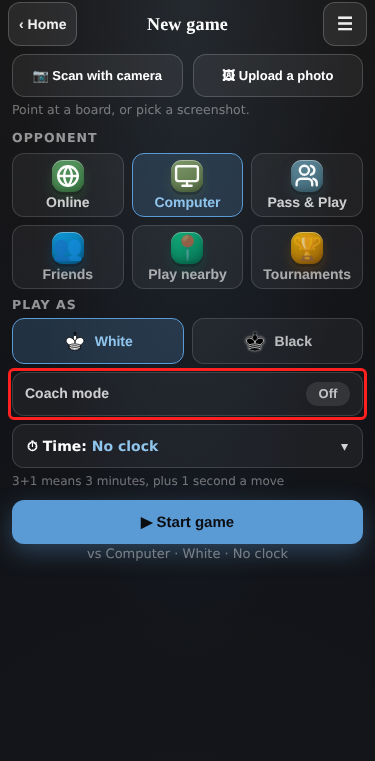 ‹ Home
New game
☰
📷 Scan with camera
🖼 Upload a photo
Point at a board, or pick a screenshot.
OPPONENT
Online
Computer
Pass & Play
Friends
Play nearby
Tournaments
PLAY AS
White
Black
Coach mode
Off
⏱ Time: No clock
▼
3+1 means 3 minutes, plus 1 second a move
▶ Start game
vs Computer · White · No clock